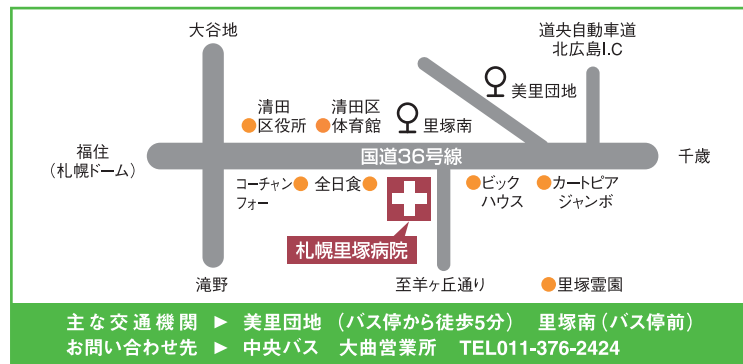 大谷地
道央自動車道
北広島I.C
美里団地
清田
区役所
清田区
体育館
里塚南
福住
(札幌ドーム)
国道36号線
千歳
コーチャン
フォー
全日食
ビック
ハウス
カートピア
ジャンボ
札幌里塚病院
滝野
至羊ヶ丘通り
里塚霊園
主な交通機関 ▶ 美里団地 (バス停から徒歩5分) 里塚南(バス停前)
お問い合わせ先 ▶ 中央バス 大曲営業所 TEL011-376-2424